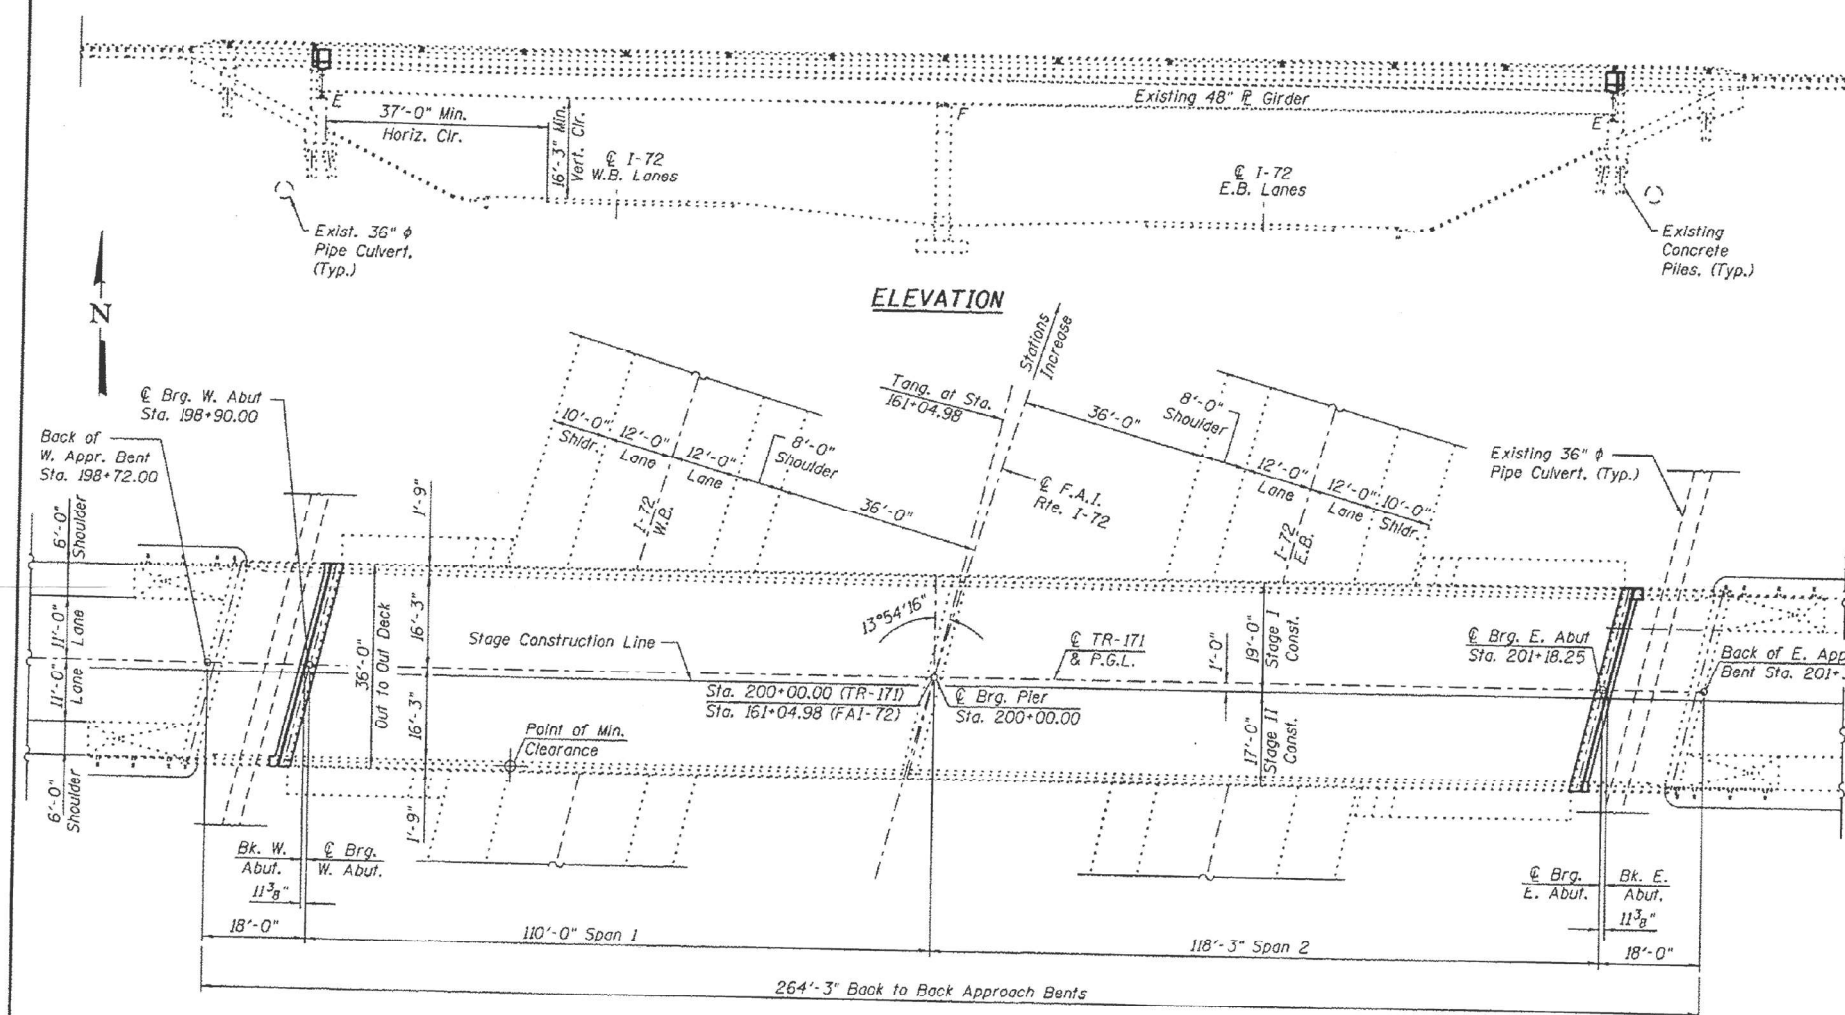 E
37'-0" Min.
Horiz. Clr.
16'-3" Min.
Vert. Clr.
℄ I-72
W.B. Lanes
F
Existing 48" ℙ Girder
℄ I-72
E.B. Lanes
E
Exist. 36" ϕ
Pipe Culvert.
(Typ.)
Existing
Concrete
Piles. (Typ.)
ELEVATION
N
Stations
Increase
℄ Brg. W. Abut
Sta. 198+90.00
Back of
W. Appr. Bent
Sta. 198+72.00
10'-0"
Shldr.
12'-0"
Lane
12'-0"
Lane
8'-0"
Shoulder
36'-0"
I-72
W.B.
Tang. at Sta.
161+04.98
36'-0"
8'-0"
Shoulder
12'-0"
Lane
12'-0"
Lane
10'-0"
Shldr.
I-72
E.B.
℄ F.A.I.
Rte. I-72
Existing 36" ϕ
Pipe Culvert. (Typ.)
6'-0"
Shoulder
11'-0"
Lane
11'-0"
Lane
6'-0"
Shoulder
1'-9"
16'-3"
16'-3"
1'-9"
36'-0"
Out to Out Deck
Stage Construction Line
13°54'16"
℄ TR-171
& P.G.L.
1'-0"
19'-0"
Stage I
Const.
17'-0"
Stage II
Const.
℄ Brg. E. Abut
Sta. 201+18.25
Back of E. App
Bent Sta. 201+.
Sta. 200+00.00 (TR-171)
Sta. 161+04.98 (FAI-72)
℄ Brg. Pier
Sta. 200+00.00
Point of Min.
Clearance
Bk. W.
Abut.
℄ Brg.
W. Abut.
11 3/8"
℄ Brg.
E. Abut.
Bk. E.
Abut.
11 3/8"
18'-0"
110'-0" Span 1
118'-3" Span 2
18'-0"
264'-3" Back to Back Approach Bents